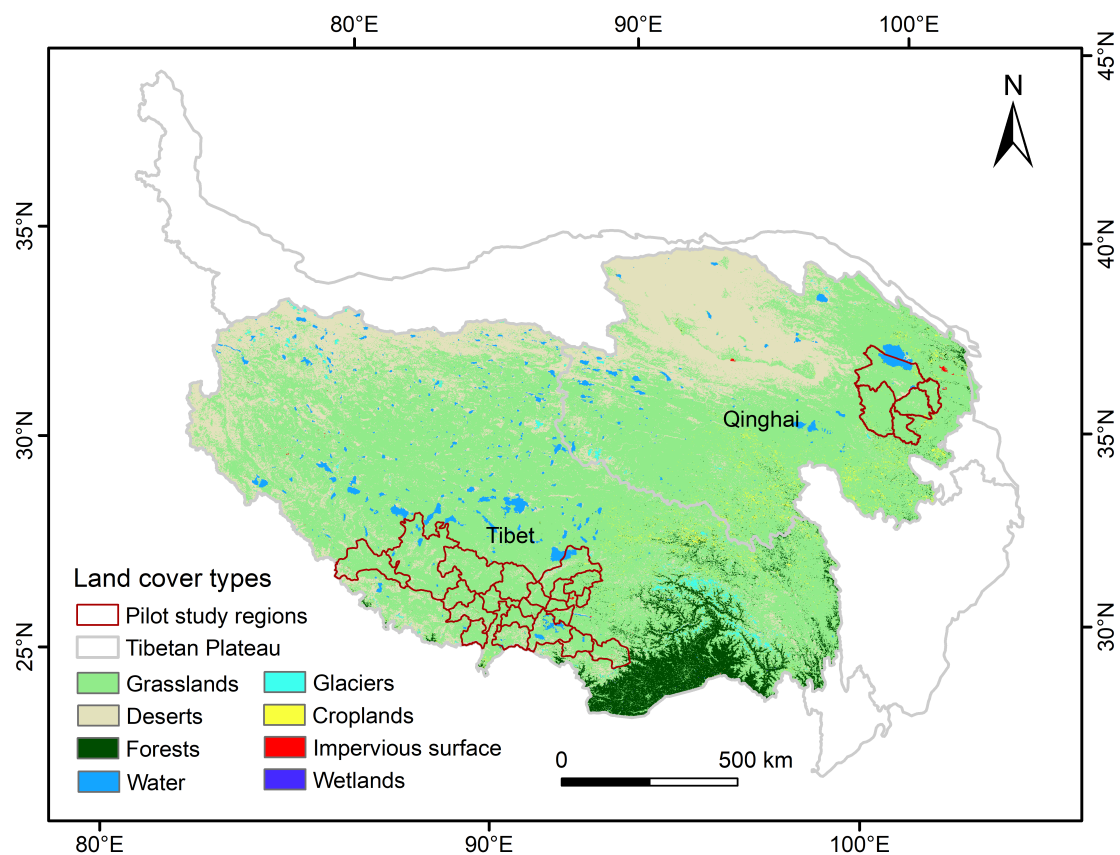 80°E 90°E 100°E
45°N
N
35°N
40°N
Qinghai
30°N
35°N
Tibet
Land cover types
Pilot study regions
Tibetan Plateau
30°N
25°N
Grasslands Glaciers
Deserts Croplands
Forests Impervious surface
Water Wetlands
0 500 km
80°E 90°E 100°E